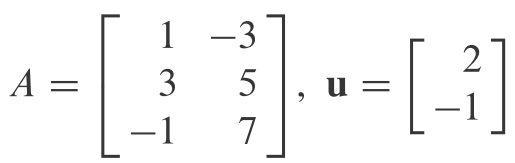 A = [ 1 −3 ; 3 5 ; −1 7 ], u = [ 2 ; −1 ]